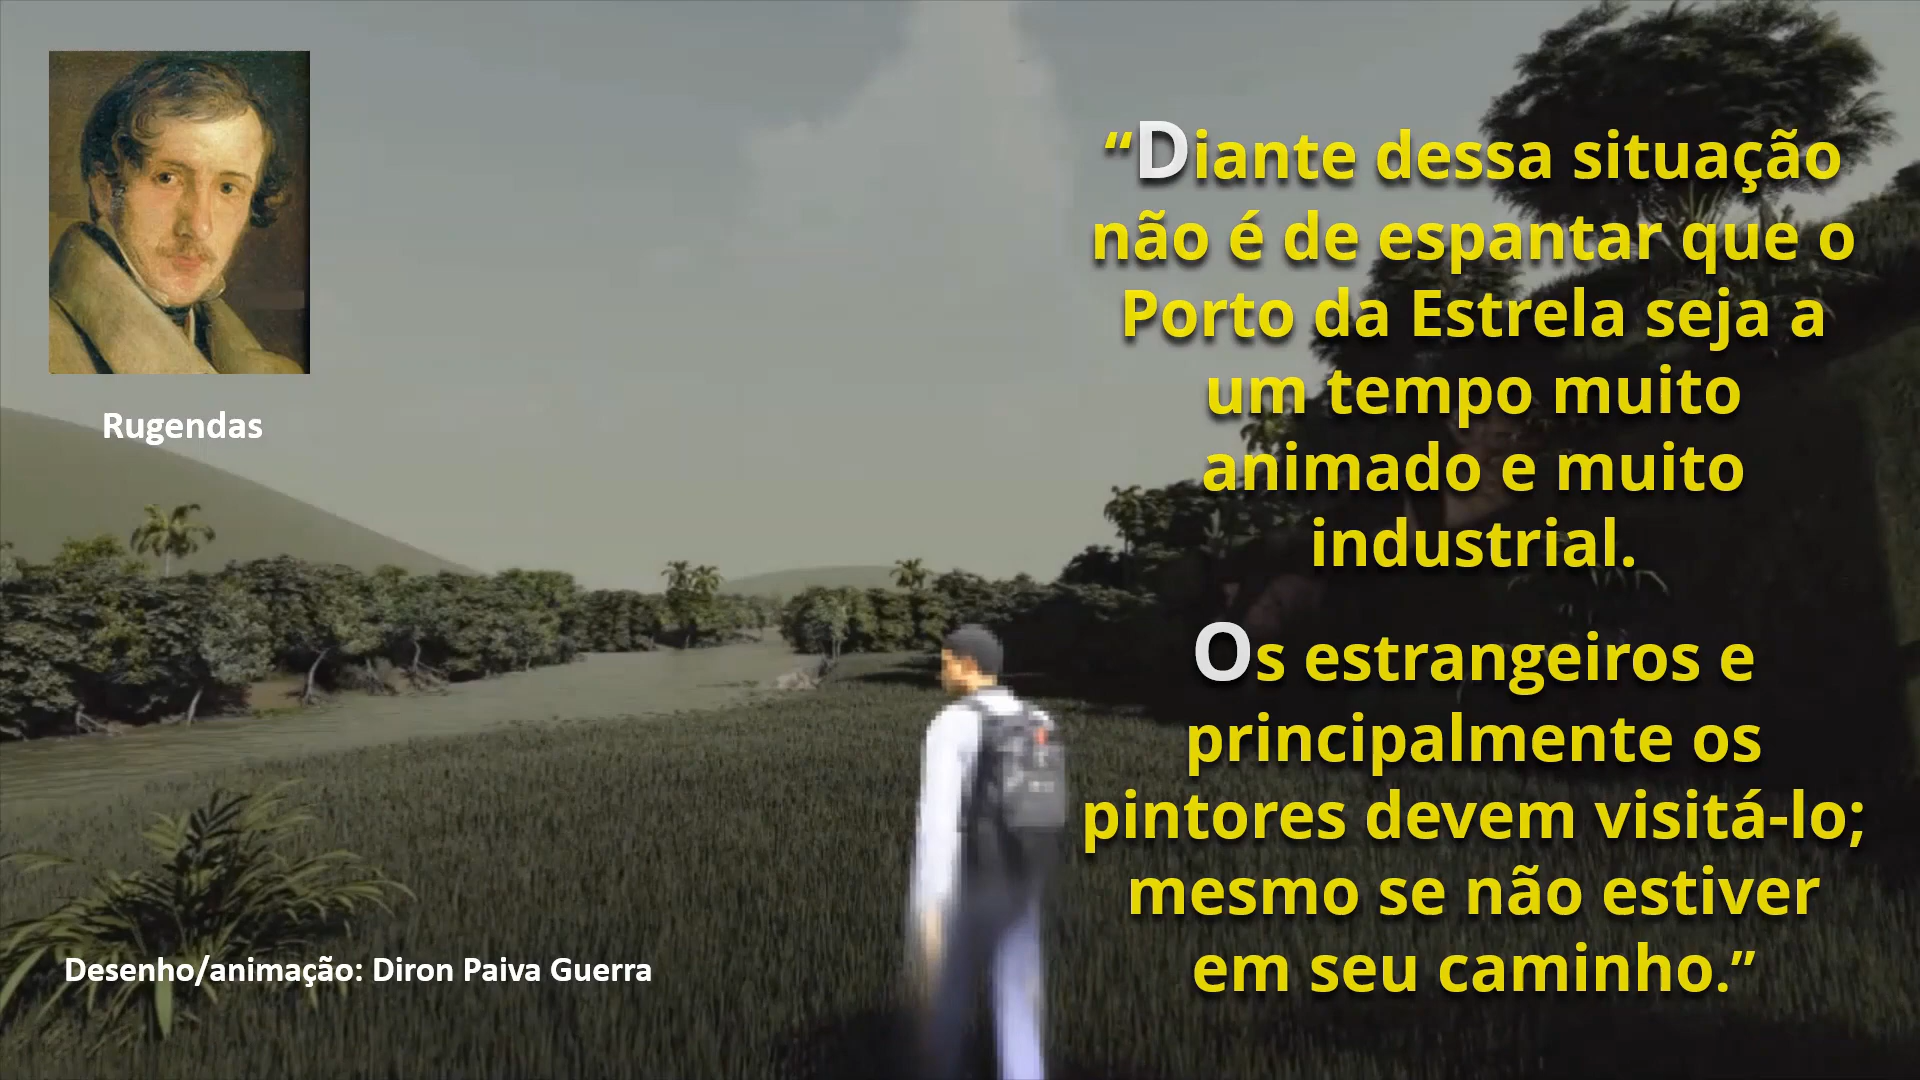 Rugendas
“Diante dessa situação
não é de espantar que o
Porto da Estrela seja a
um tempo muito
animado e muito
industrial.
Os estrangeiros e
principalmente os
pintores devem visitá-lo;
mesmo se não estiver
em seu caminho.”
Desenho/animação: Diron Paiva Guerra